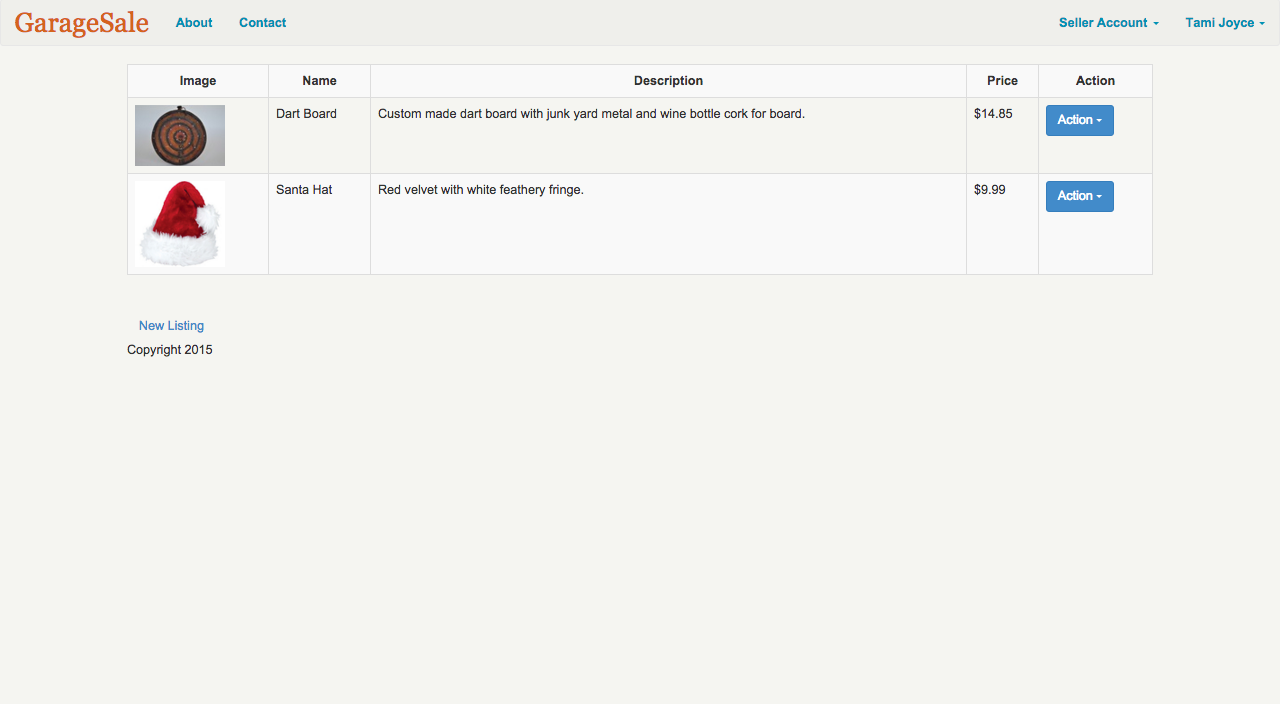 GarageSale About Contact Seller Account Tami Joyce
Image Name Description Price Action
Dart Board Custom made dart board with junk yard metal and wine bottle cork for board. $14.85 Action
Santa Hat Red velvet with white feathery fringe. $9.99 Action
New Listing
Copyright 2015